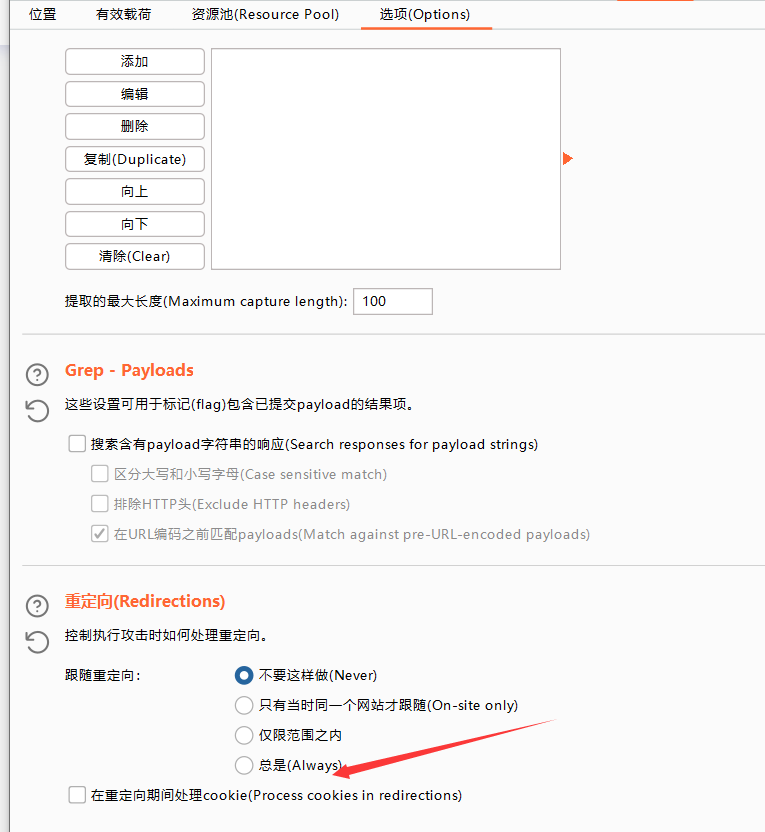 位置 有效载荷 资源池(Resource Pool) 选项(Options)
添加
编辑
删除
复制(Duplicate)
向上
向下
清除(Clear)
提取的最大长度(Maximum capture length): 100
Grep - Payloads
这些设置可用于标记(flag)包含已提交payload的结果项。
搜素含有payload字符串的响应(Search responses for payload strings)
区分大写和小写字母(Case sensitive match)
排除HTTP头(Exclude HTTP headers)
在URL编码之前匹配payloads(Match against pre-URL-encoded payloads)
重定向(Redirections)
控制执行攻击时如何处理重定向。
跟随重定向: 不要这样做(Never)
只有当时同一个网站才跟随(On-site only)
仅限范围之内
总是(Always)
在重定向期间处理cookie(Process cookies in redirections)